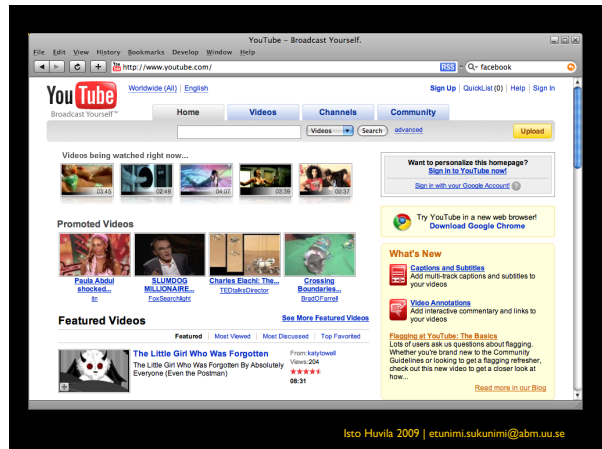 YouTube - Broadcast Yourself.
File Edit View History Bookmarks Develop Window Help
http://www.youtube.com/ RSS facebook
YouTube Worldwide (All) | English Sign Up | QuickList (0) | Help | Sign In
Broadcast Yourself™ Home Videos Channels Community
Videos Search advanced Upload
Videos being watched right now...
03:45 02:49 04:07 03:39 00:37
Want to personalize this homepage?
Sign in to YouTube now!
Sign in with your Google Account! ?
Try YouTube in a new web browser!
Download Google Chrome
Promoted Videos
Paula Abdul shocked...
fin
SLUMDOG MILLIONAIRE...
FoxSearchlight
Charles Elachi: The...
TEDtalksDirector
Crossing Boundaries...
BradOFarrell
What's New
Captions and Subtitles
Add multi-track captions and subtitles to
your videos
Video Annotations
Add interactive commentary and links to
your videos
Flagging at YouTube: The Basics
Lots of users ask us questions about flagging.
Whether you're brand new to the Community
Guidelines or looking to get a flagging refresher,
check out this new video to get a closer look at
how...
Read more in our Blog
Featured Videos See More Featured Videos
Featured | Most Viewed | Most Discussed | Top Favorited
The Little Girl Who Was Forgotten
The Little Girl Who Was Forgotten By Absolutely
Everyone (Even the Postman)
From: katytowell
Views: 204
08:31
Isto Huvila 2009 | etunimi.sukunimi@abm.uu.se